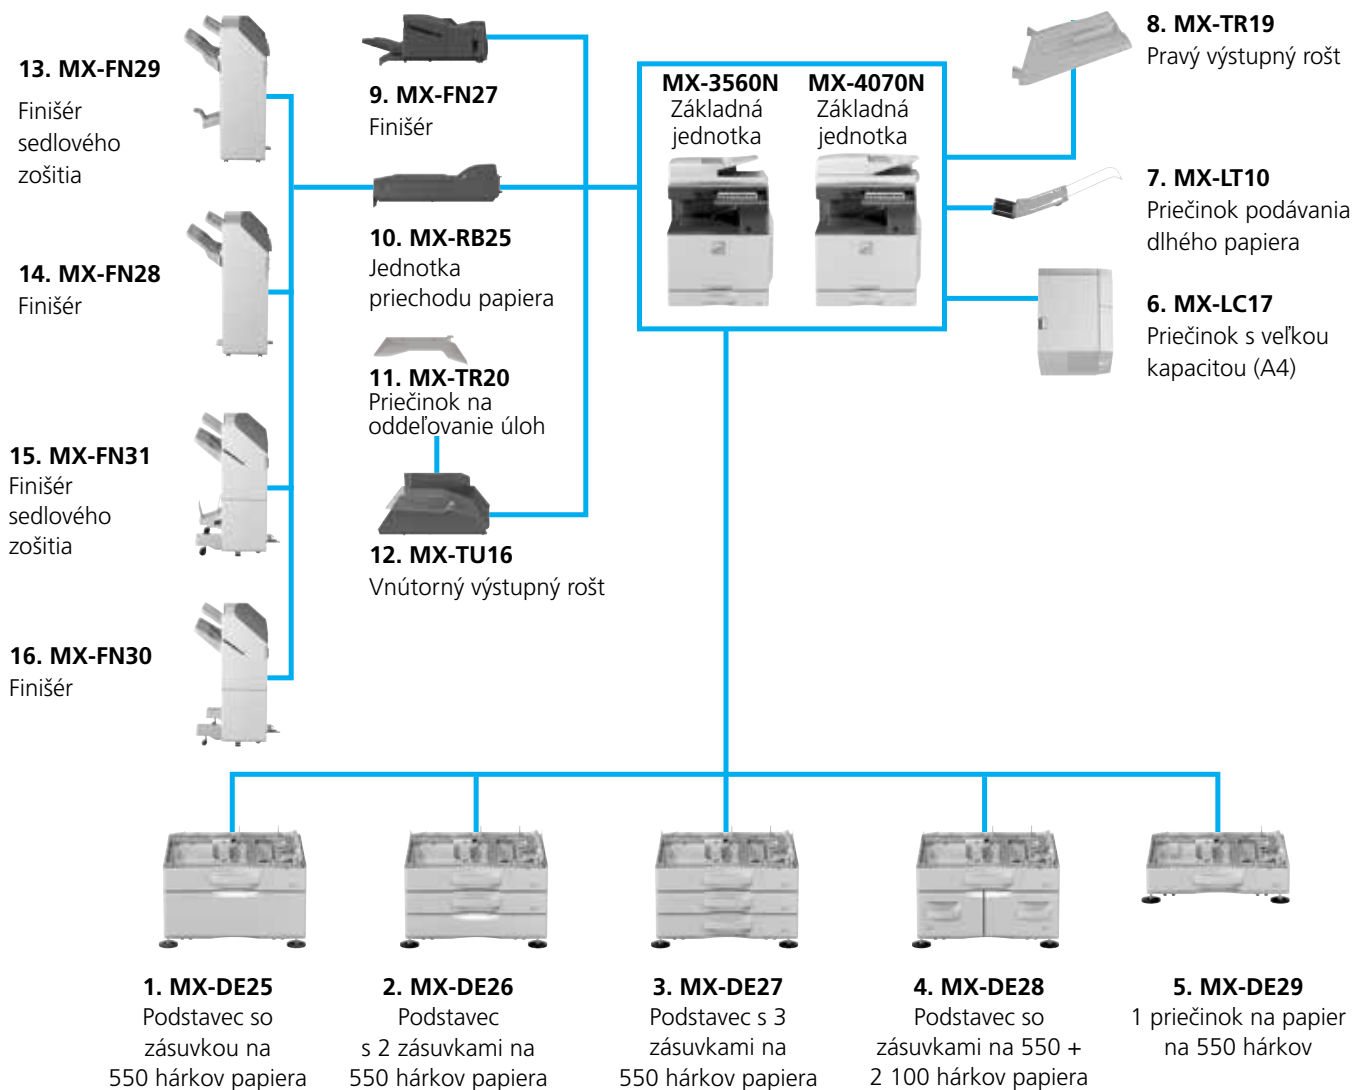 13. MX-FN29
Finišér
sedlového
zošitia
14. MX-FN28
Finišér
15. MX-FN31
Finišér
sedlového
zošitia
16. MX-FN30
Finišér
9. MX-FN27
Finišér
10. MX-RB25
Jednotka
priechodu papiera
11. MX-TR20
Priečinok na
oddeľovanie úloh
12. MX-TU16
Vnútorný výstupný rošt
MX-3560N
Základná
jednotka
MX-4070N
Základná
jednotka
8. MX-TR19
Pravý výstupný rošt
7. MX-LT10
Priečinok podávania
dlhého papiera
6. MX-LC17
Priečinok s veľkou
kapacitou (A4)
1. MX-DE25
Podstavec so
zásuvkou na
550 hárkov papiera
2. MX-DE26
Podstavec
s 2 zásuvkami na
550 hárkov papiera
3. MX-DE27
Podstavec s 3
zásuvkami na
550 hárkov papiera
4. MX-DE28
Podstavec so
zásuvkami na 550 +
2 100 hárkov papiera
5. MX-DE29
1 priečinok na papier
na 550 hárkov